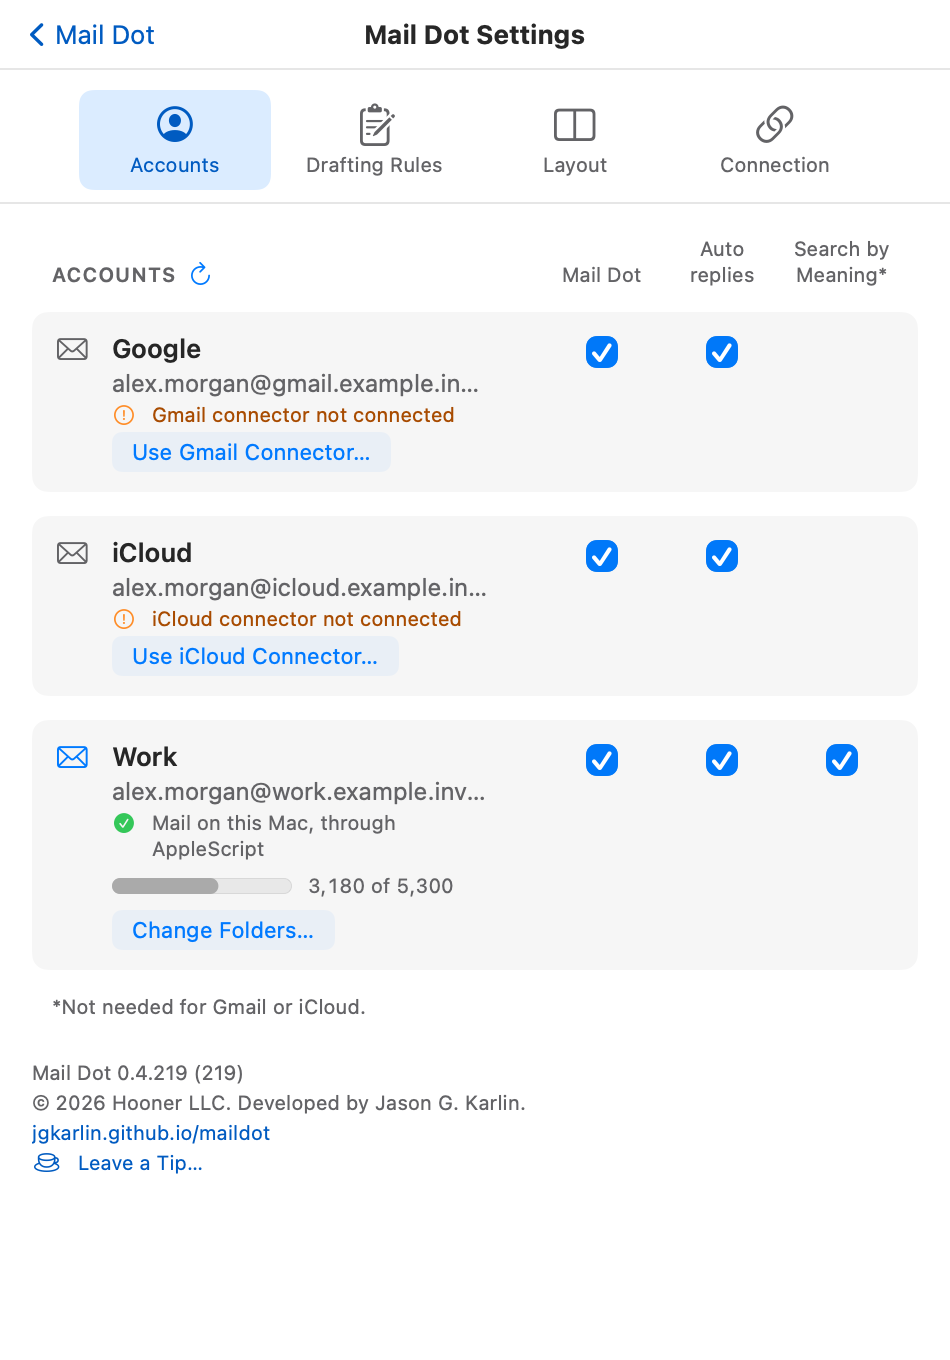 Mail Dot
Mail Dot Settings
Accounts
Drafting Rules
Layout
Connection
ACCOUNTS
Mail Dot
Auto
replies
Search by
Meaning*
Google
alex.morgan@gmail.example.in...
Gmail connector not connected
Use Gmail Connector...
iCloud
alex.morgan@icloud.example.in...
iCloud connector not connected
Use iCloud Connector...
Work
alex.morgan@work.example.inv...
Mail on this Mac, through
AppleScript
3,180 of 5,300
Change Folders...
*Not needed for Gmail or iCloud.
Mail Dot 0.4.219 (219)
© 2026 Hooner LLC. Developed by Jason G. Karlin.
jgkarlin.github.io/maildot
Leave a Tip...